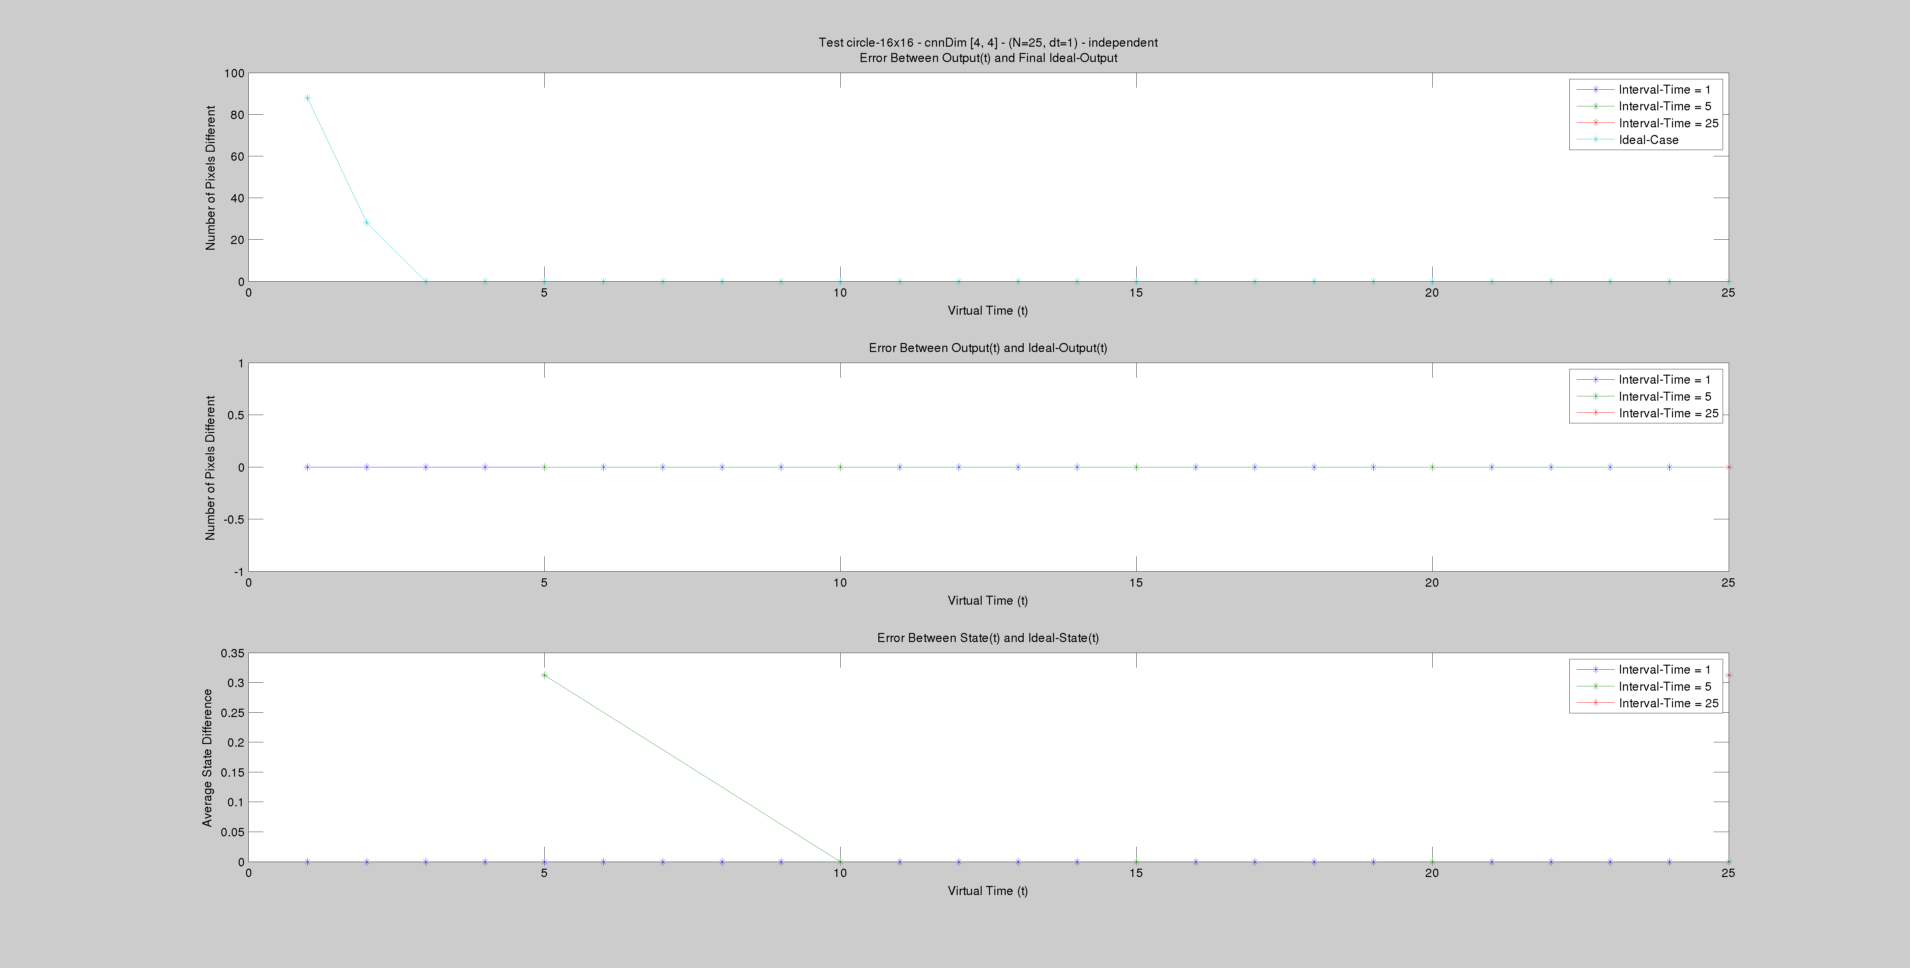 Test circle-16x16 - cnnDim [4, 4] - (N=25, dt=1) - independent
Error Between Output(t) and Final Ideal-Output
Number of Pixels Different
100
80
60
40
20
0
0 5 10 15 20 25
Virtual Time (t)
Interval-Time = 1
Interval-Time = 5
Interval-Time = 25
Ideal-Case
Error Between Output(t) and Ideal-Output(t)
Number of Pixels Different
1
0.5
0
-0.5
-1
0 5 10 15 20 25
Virtual Time (t)
Interval-Time = 1
Interval-Time = 5
Interval-Time = 25
Error Between State(t) and Ideal-State(t)
Average State Difference
0.35
0.3
0.25
0.2
0.15
0.1
0.05
0
0 5 10 15 20 25
Virtual Time (t)
Interval-Time = 1
Interval-Time = 5
Interval-Time = 25